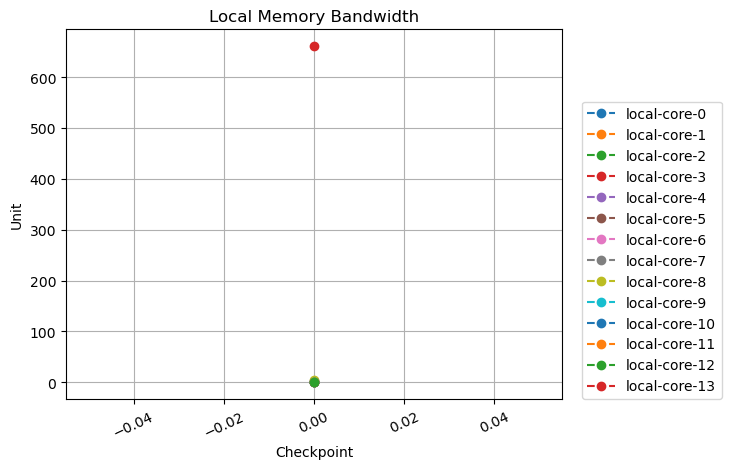 Local Memory Bandwidth
Unit
600
500
400
300
200
100
0
−0.04
−0.02
0.00
0.02
0.04
Checkpoint
local-core-0
local-core-1
local-core-2
local-core-3
local-core-4
local-core-5
local-core-6
local-core-7
local-core-8
local-core-9
local-core-10
local-core-11
local-core-12
local-core-13